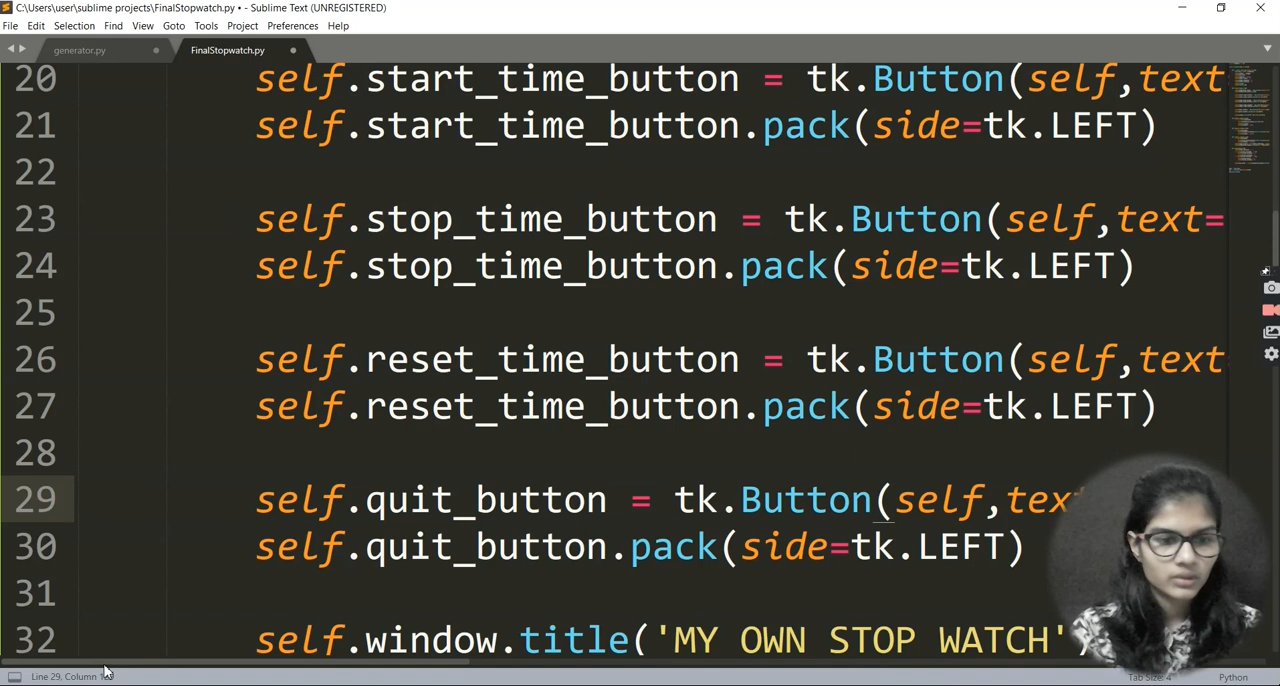 C:\Users\user\sublime projects\FinalStopwatch.py • - Sublime Text (UNREGISTERED)
File Edit Selection Find View Goto Tools Project Preferences Help
generator.py FinalStopwatch.py
20 self.start_time_button = tk.Button(self,text
21 self.start_time_button.pack(side=tk.LEFT)
22
23 self.stop_time_button = tk.Button(self,text=
24 self.stop_time_button.pack(side=tk.LEFT)
25
26 self.reset_time_button = tk.Button(self,text
27 self.reset_time_button.pack(side=tk.LEFT)
28
29 self.quit_button = tk.Button(self,tex
30 self.quit_button.pack(side=tk.LEFT)
31
32 self.window.title('MY OWN STOP WATCH'
Line 29, Column Tab Size: 4 Python